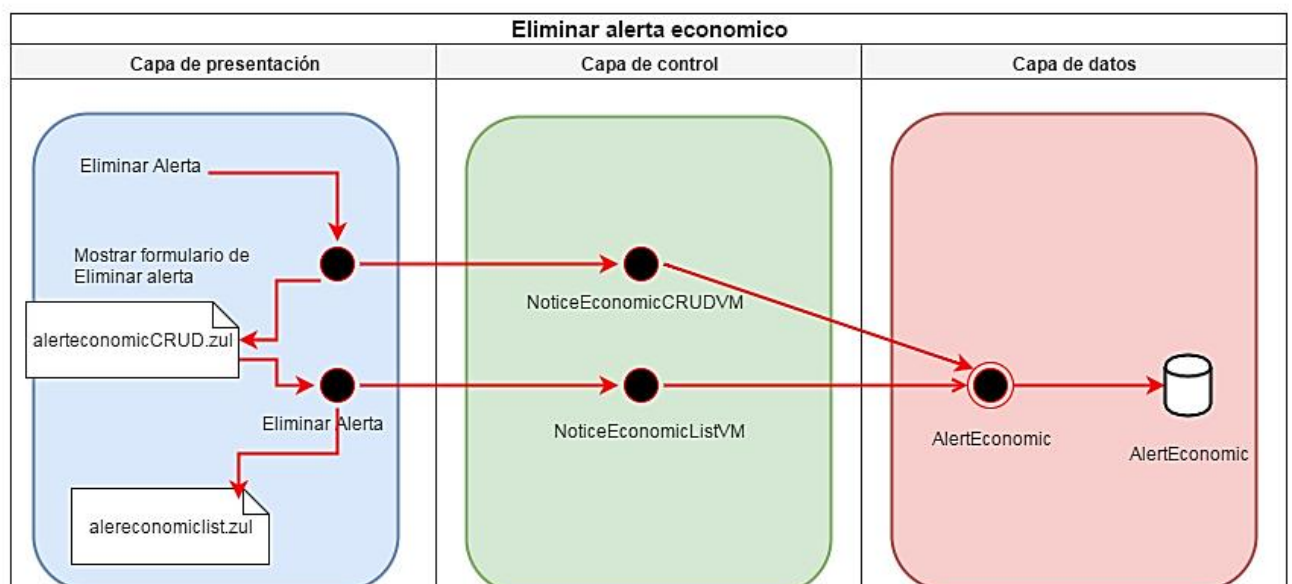 Eliminar alerta economico
Capa de presentación
Capa de control
Capa de datos
Eliminar Alerta
Mostrar formulario de
Eliminar alerta
alerteconomicCRUD.zul
Eliminar Alerta
alereconomiclist.zul
NoticeEconomicCRUDVM
NoticeEconomicListVM
AlertEconomic
AlertEconomic